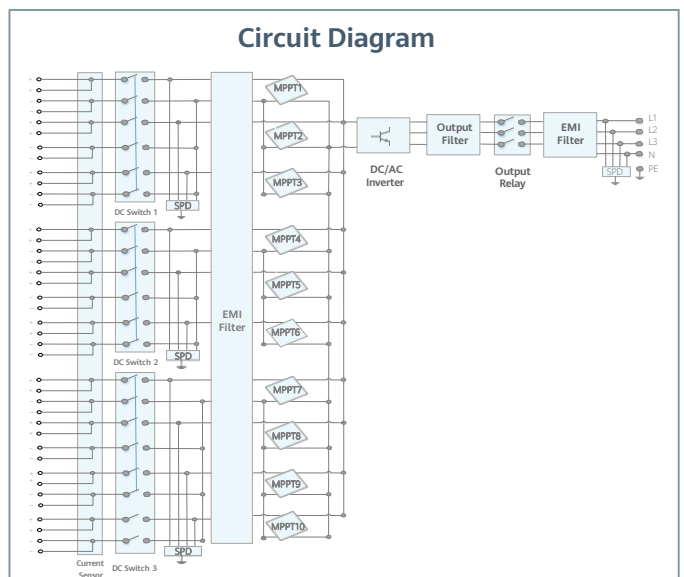 Circuit Diagram
MPPT1
MPPT2
MPPT3
SPD
DC Switch 1
MPPT4
MPPT5
MPPT6
SPD
DC Switch 2
EMI
Filter
MPPT7
MPPT8
MPPT9
MPPT10
SPD
Current
Sensor
DC Switch 3
DC/AC
Inverter
Output
Filter
Output
Relay
EMI
Filter
L1
L2
L3
N
SPD
PE